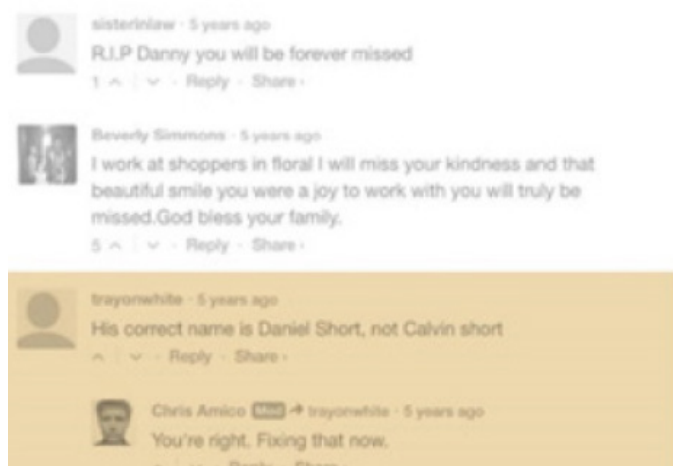 sisterinlaw · 5 years ago
R.I.P Danny you will be forever missed
1 · Reply · Share ›
Beverly Simmons · 5 years ago
I work at shoppers in floral I will miss your kindness and that
beautiful smile you were a joy to work with you will truly be
missed.God bless your family.
5 · Reply · Share ›
trayonwhite · 5 years ago
His correct name is Daniel Short, not Calvin short
· Reply · Share ›
Chris Amico Mod → trayonwhite · 5 years ago
You're right. Fixing that now.
Reply Share